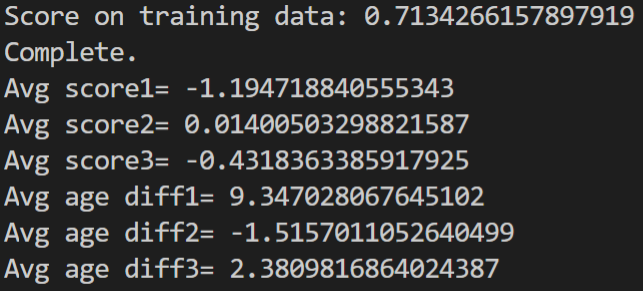 Score on training data: 0.7134266157897919
Complete.
Avg score1= -1.194718840555343
Avg score2= 0.01400503298821587
Avg score3= -0.4318363385917925
Avg age diff1= 9.347028067645102
Avg age diff2= -1.5157011052640499
Avg age diff3= 2.3809816864024387